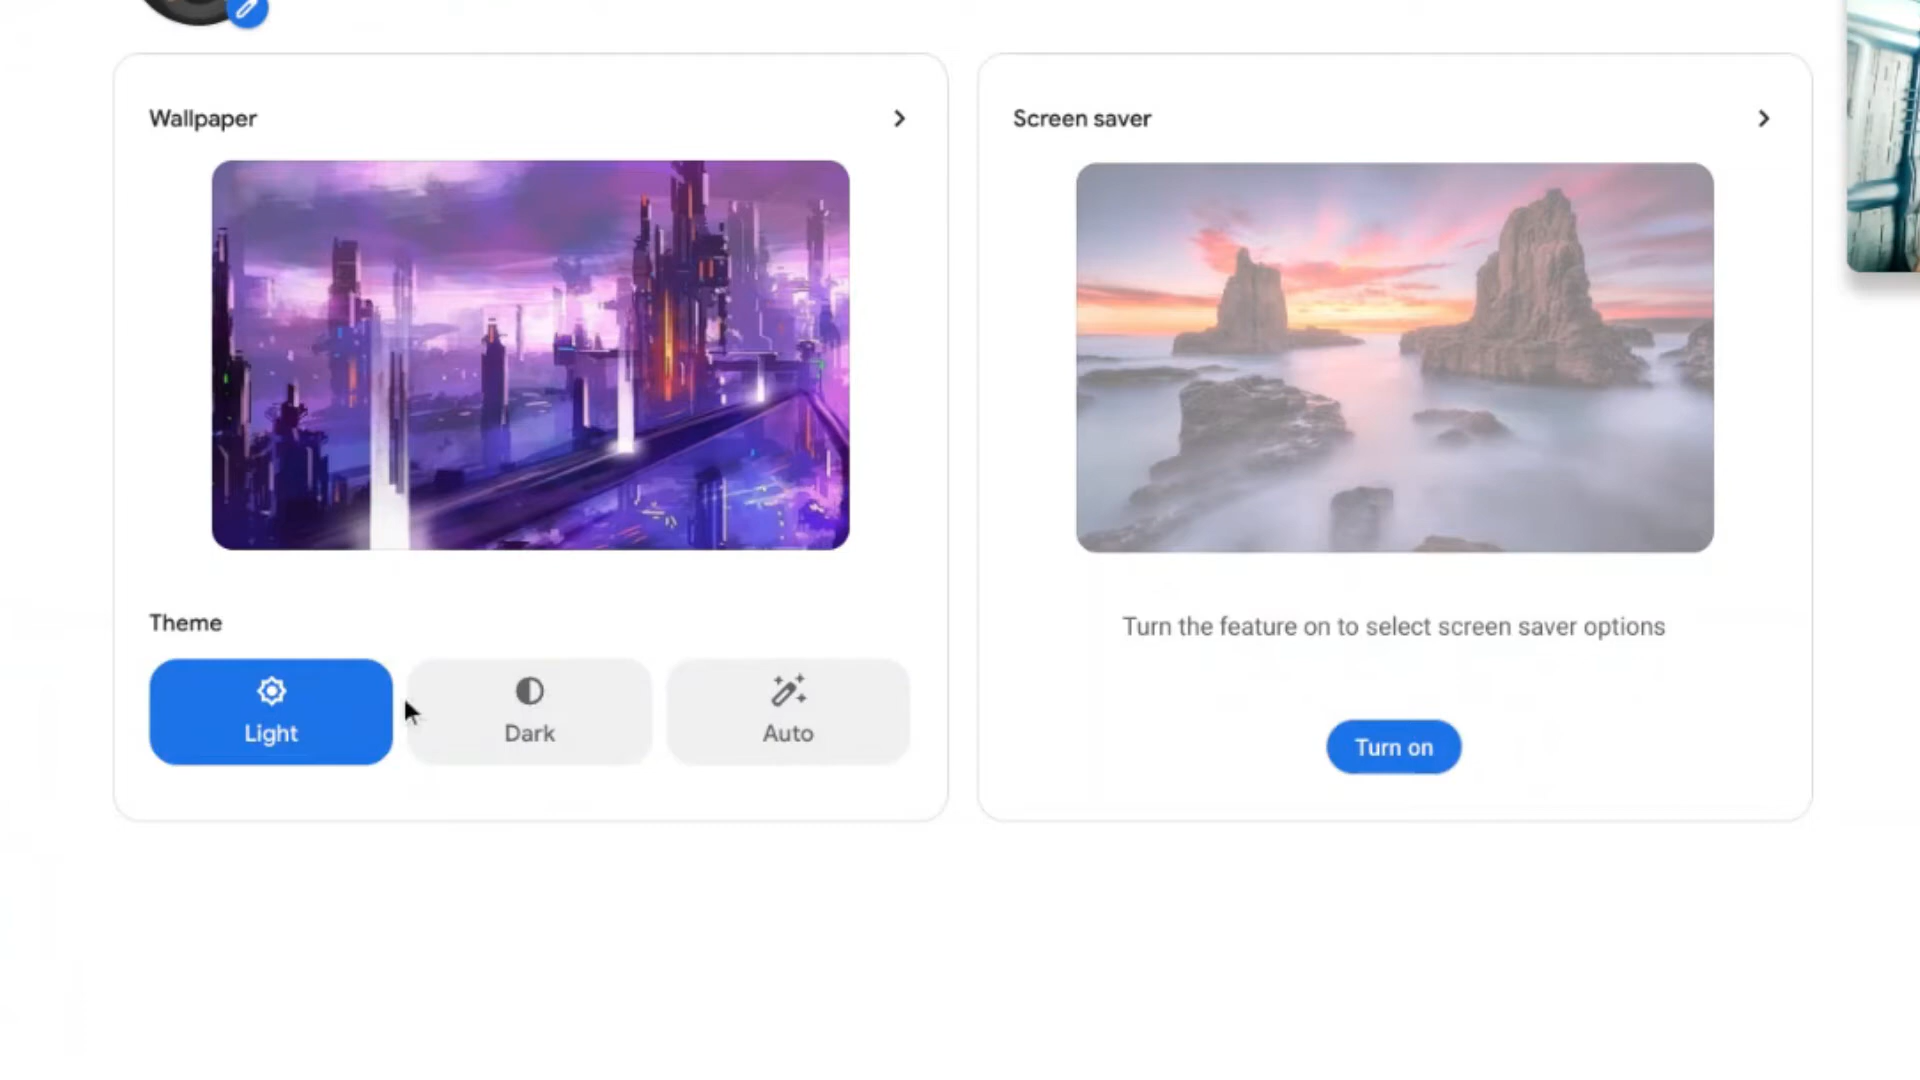 Wallpaper
Screen saver
Theme
Light
Dark
Auto
Turn the feature on to select screen saver options
Turn on